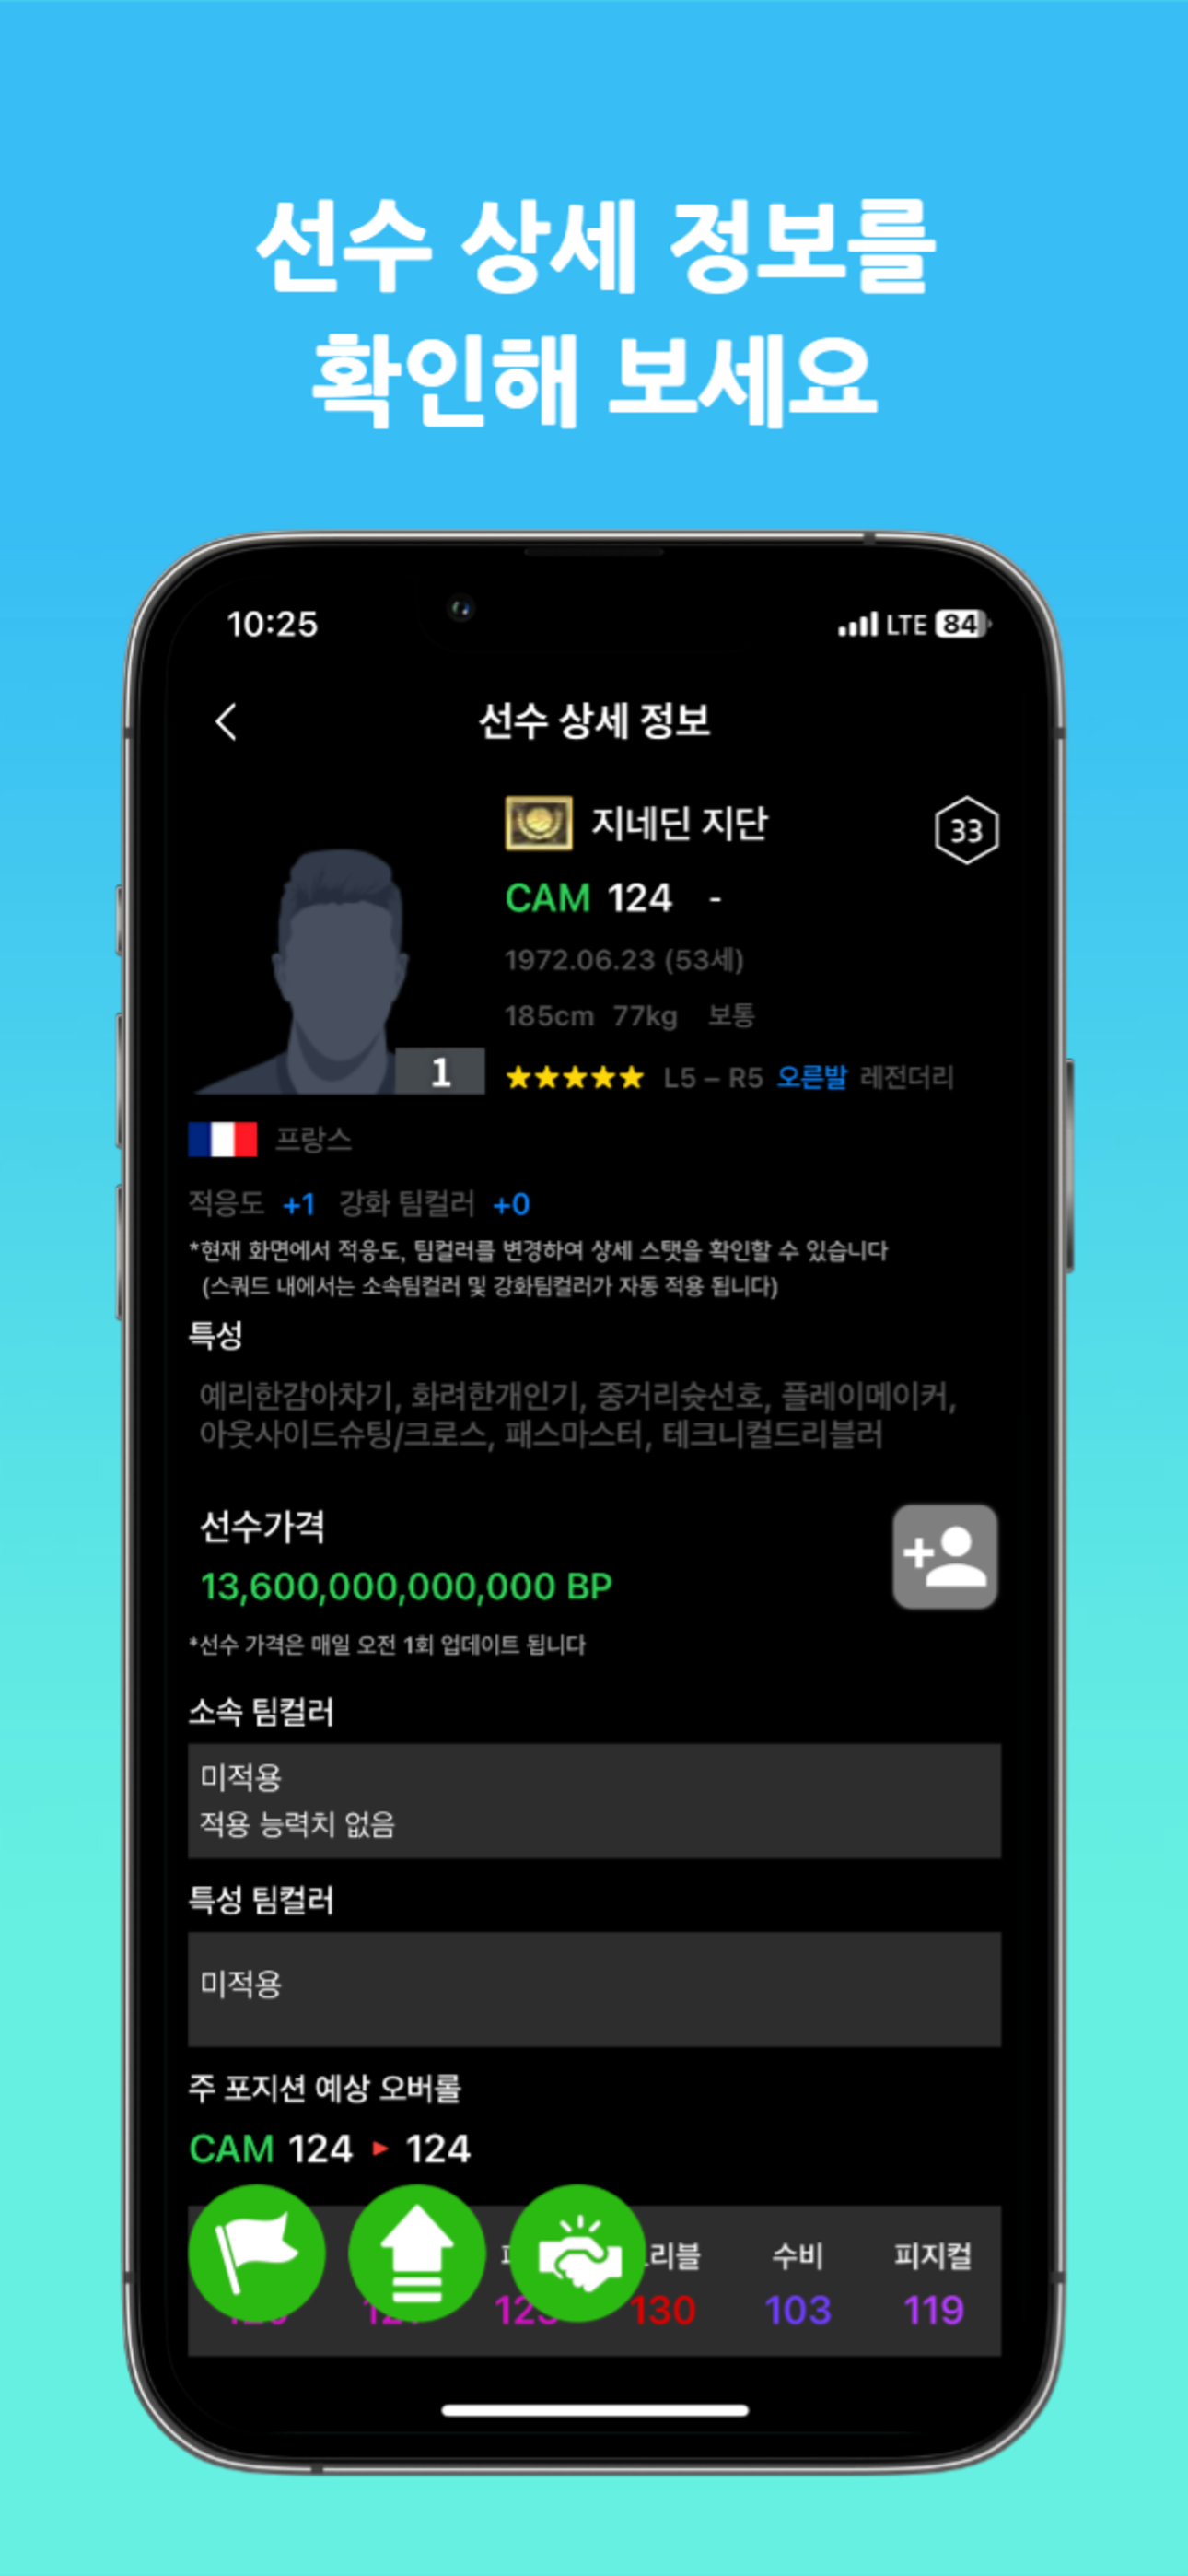 선수 상세 정보를
확인해 보세요
10:25 LTE 84
선수 상세 정보
지네딘 지단 33
CAM 124 -
1972.06.23 (53세)
185cm 77kg 보통
1 ★★★★★ L5 – R5 오른발 레전더리
프랑스
적응도 +1 강화 팀컬러 +0
*현재 화면에서 적응도, 팀컬러를 변경하여 상세 스탯을 확인할 수 있습니다
(스쿼드 내에서는 소속팀컬러 및 강화팀컬러가 자동 적용 됩니다)
특성
예리한감아차기, 화려한개인기, 중거리슛선호, 플레이메이커,
아웃사이드슈팅/크로스, 패스마스터, 테크니컬드리블러
선수가격
13,600,000,000,000 BP
*선수 가격은 매일 오전 1회 업데이트 됩니다
소속 팀컬러
미적용
적용 능력치 없음
특성 팀컬러
미적용
주 포지션 예상 오버롤
CAM 124 ▶ 124
수비 피지컬
130 103 119